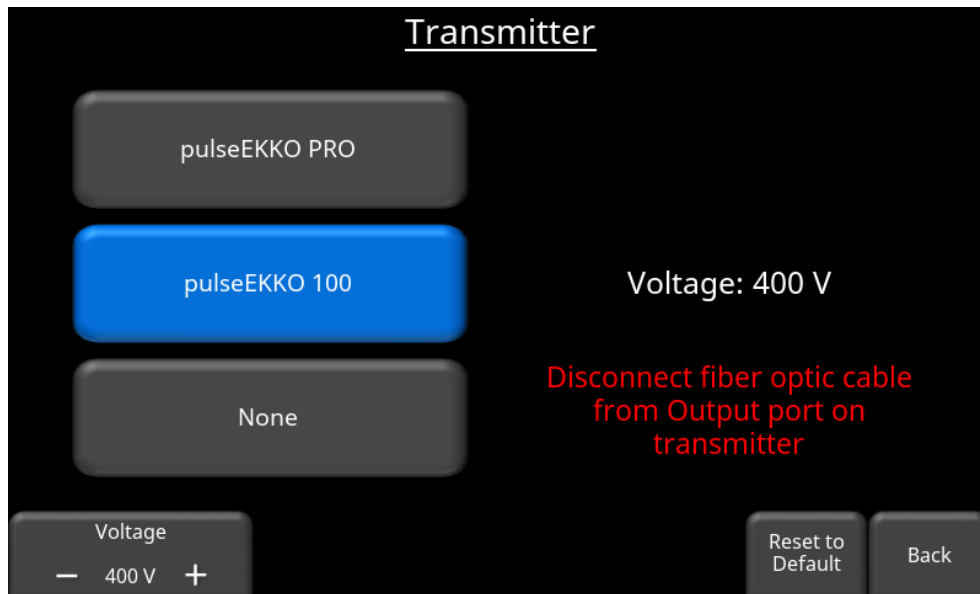 Transmitter
pulseEKKO PRO
pulseEKKO 100
Voltage: 400 V
Disconnect fiber optic cable
from Output port on
transmitter
None
Voltage
− 400 V +
Reset to
Default
Back